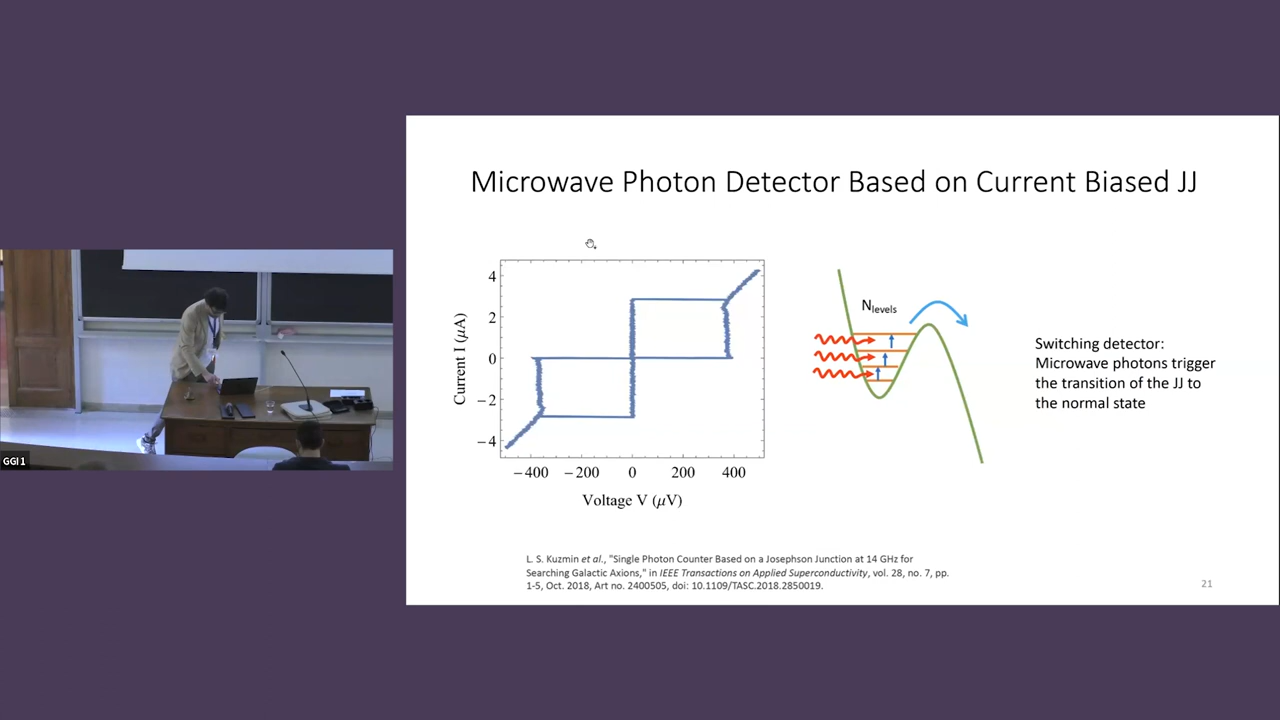 Microwave Photon Detector Based on Current Biased JJ
4
2
0
−2
−4
Current I (μA)
−400 −200 0 200 400
Voltage V (μV)
Nlevels
Switching detector:
Microwave photons trigger
the transition of the JJ to
the normal state
GGI 1
L. S. Kuzmin et al., "Single Photon Counter Based on a Josephson Junction at 14 GHz for
Searching Galactic Axions," in IEEE Transactions on Applied Superconductivity, vol. 28, no. 7, pp.
1-5, Oct. 2018, Art no. 2400505, doi: 10.1109/TASC.2018.2850019.
21